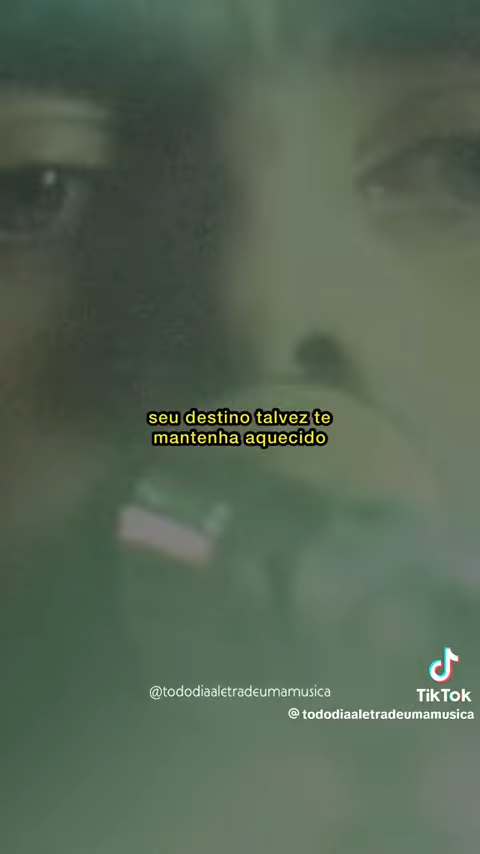 seu destino talvez te
mantenha aquecido
@tododiaaletradeumamusica
TikTok
@tododiaaletradeumamusica